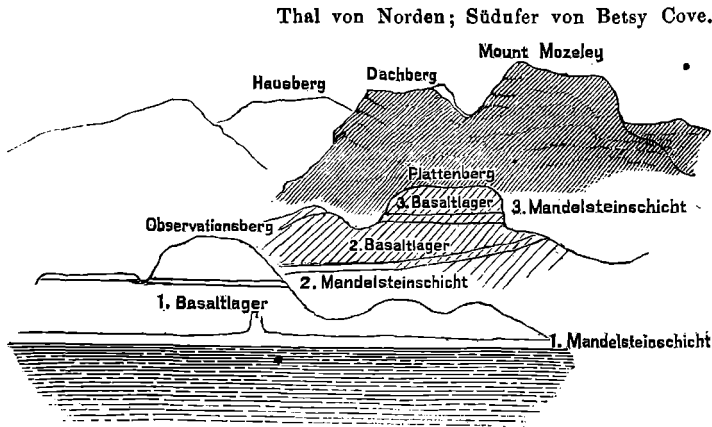 Thal von Norden; Südufer von Betsy Cove.
Mount Mozeley
Dachberg
Hausberg
Plattenberg
3. Basaltlager
3. Mandelsteinschicht
Observationsberg
2. Basaltlager
2. Mandelsteinschicht
1. Basaltlager
1. Mandelsteinschicht